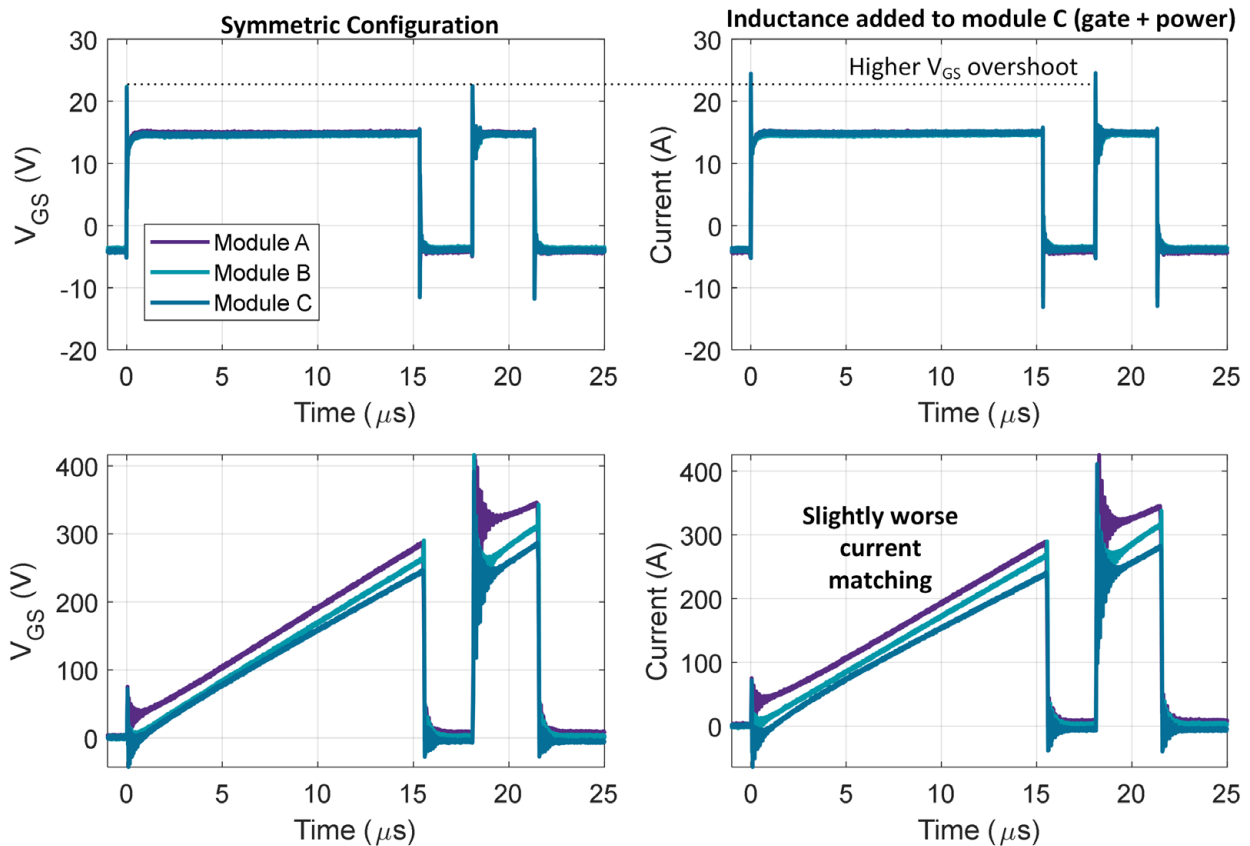 Symmetric Configuration
Inductance added to module C (gate + power)
30
20
10
0
-10
-20
V_GS (V)
Module A
Module B
Module C
0 5 10 15 20 25
Time (μs)
30
20
10
0
-10
-20
Current (A)
Higher V_GS overshoot
0 5 10 15 20 25
Time (μs)
400
300
200
100
0
V_GS (V)
0 5 10 15 20 25
Time (μs)
400
300
200
100
0
Current (A)
Slightly worse
current
matching
0 5 10 15 20 25
Time (μs)